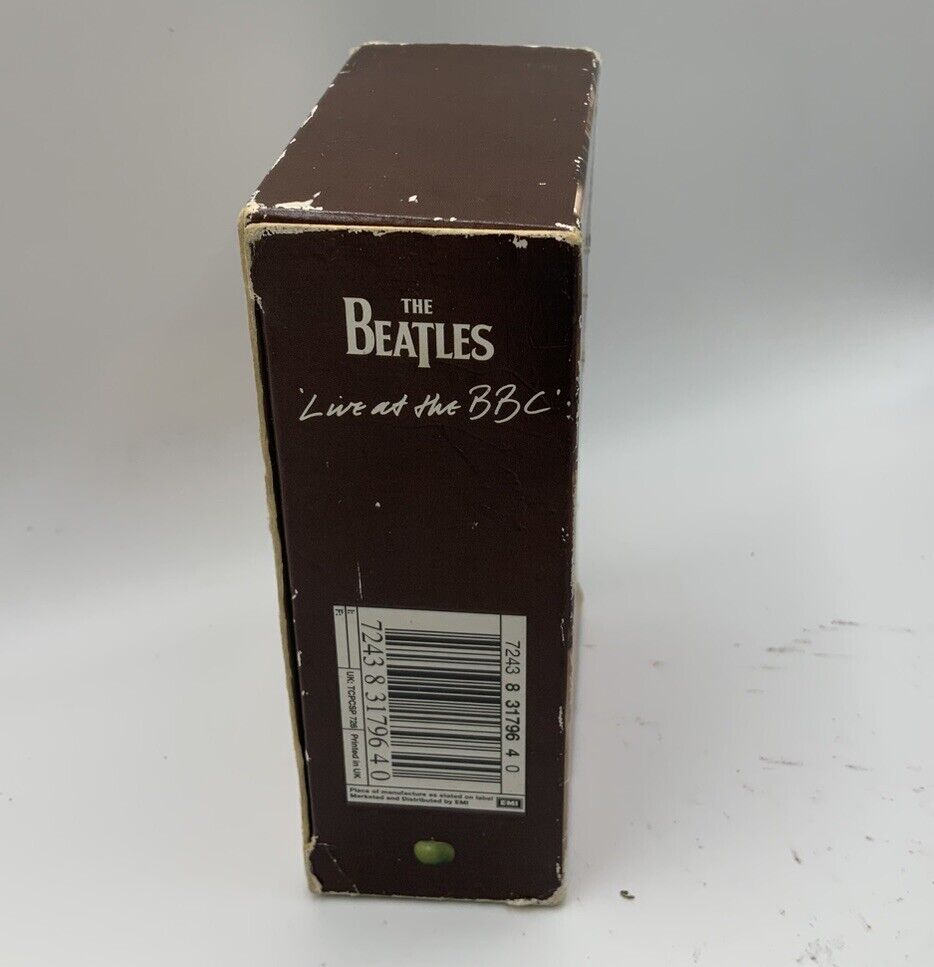 THE
BEATLES
'Live at the BBC'
7243 8 31796 4 0
7243 8 31796 4 0
UK: TCPCSP 726
Printed in UK
Place of manufacture as stated on label
Marketed and Distributed by EMI
EMI